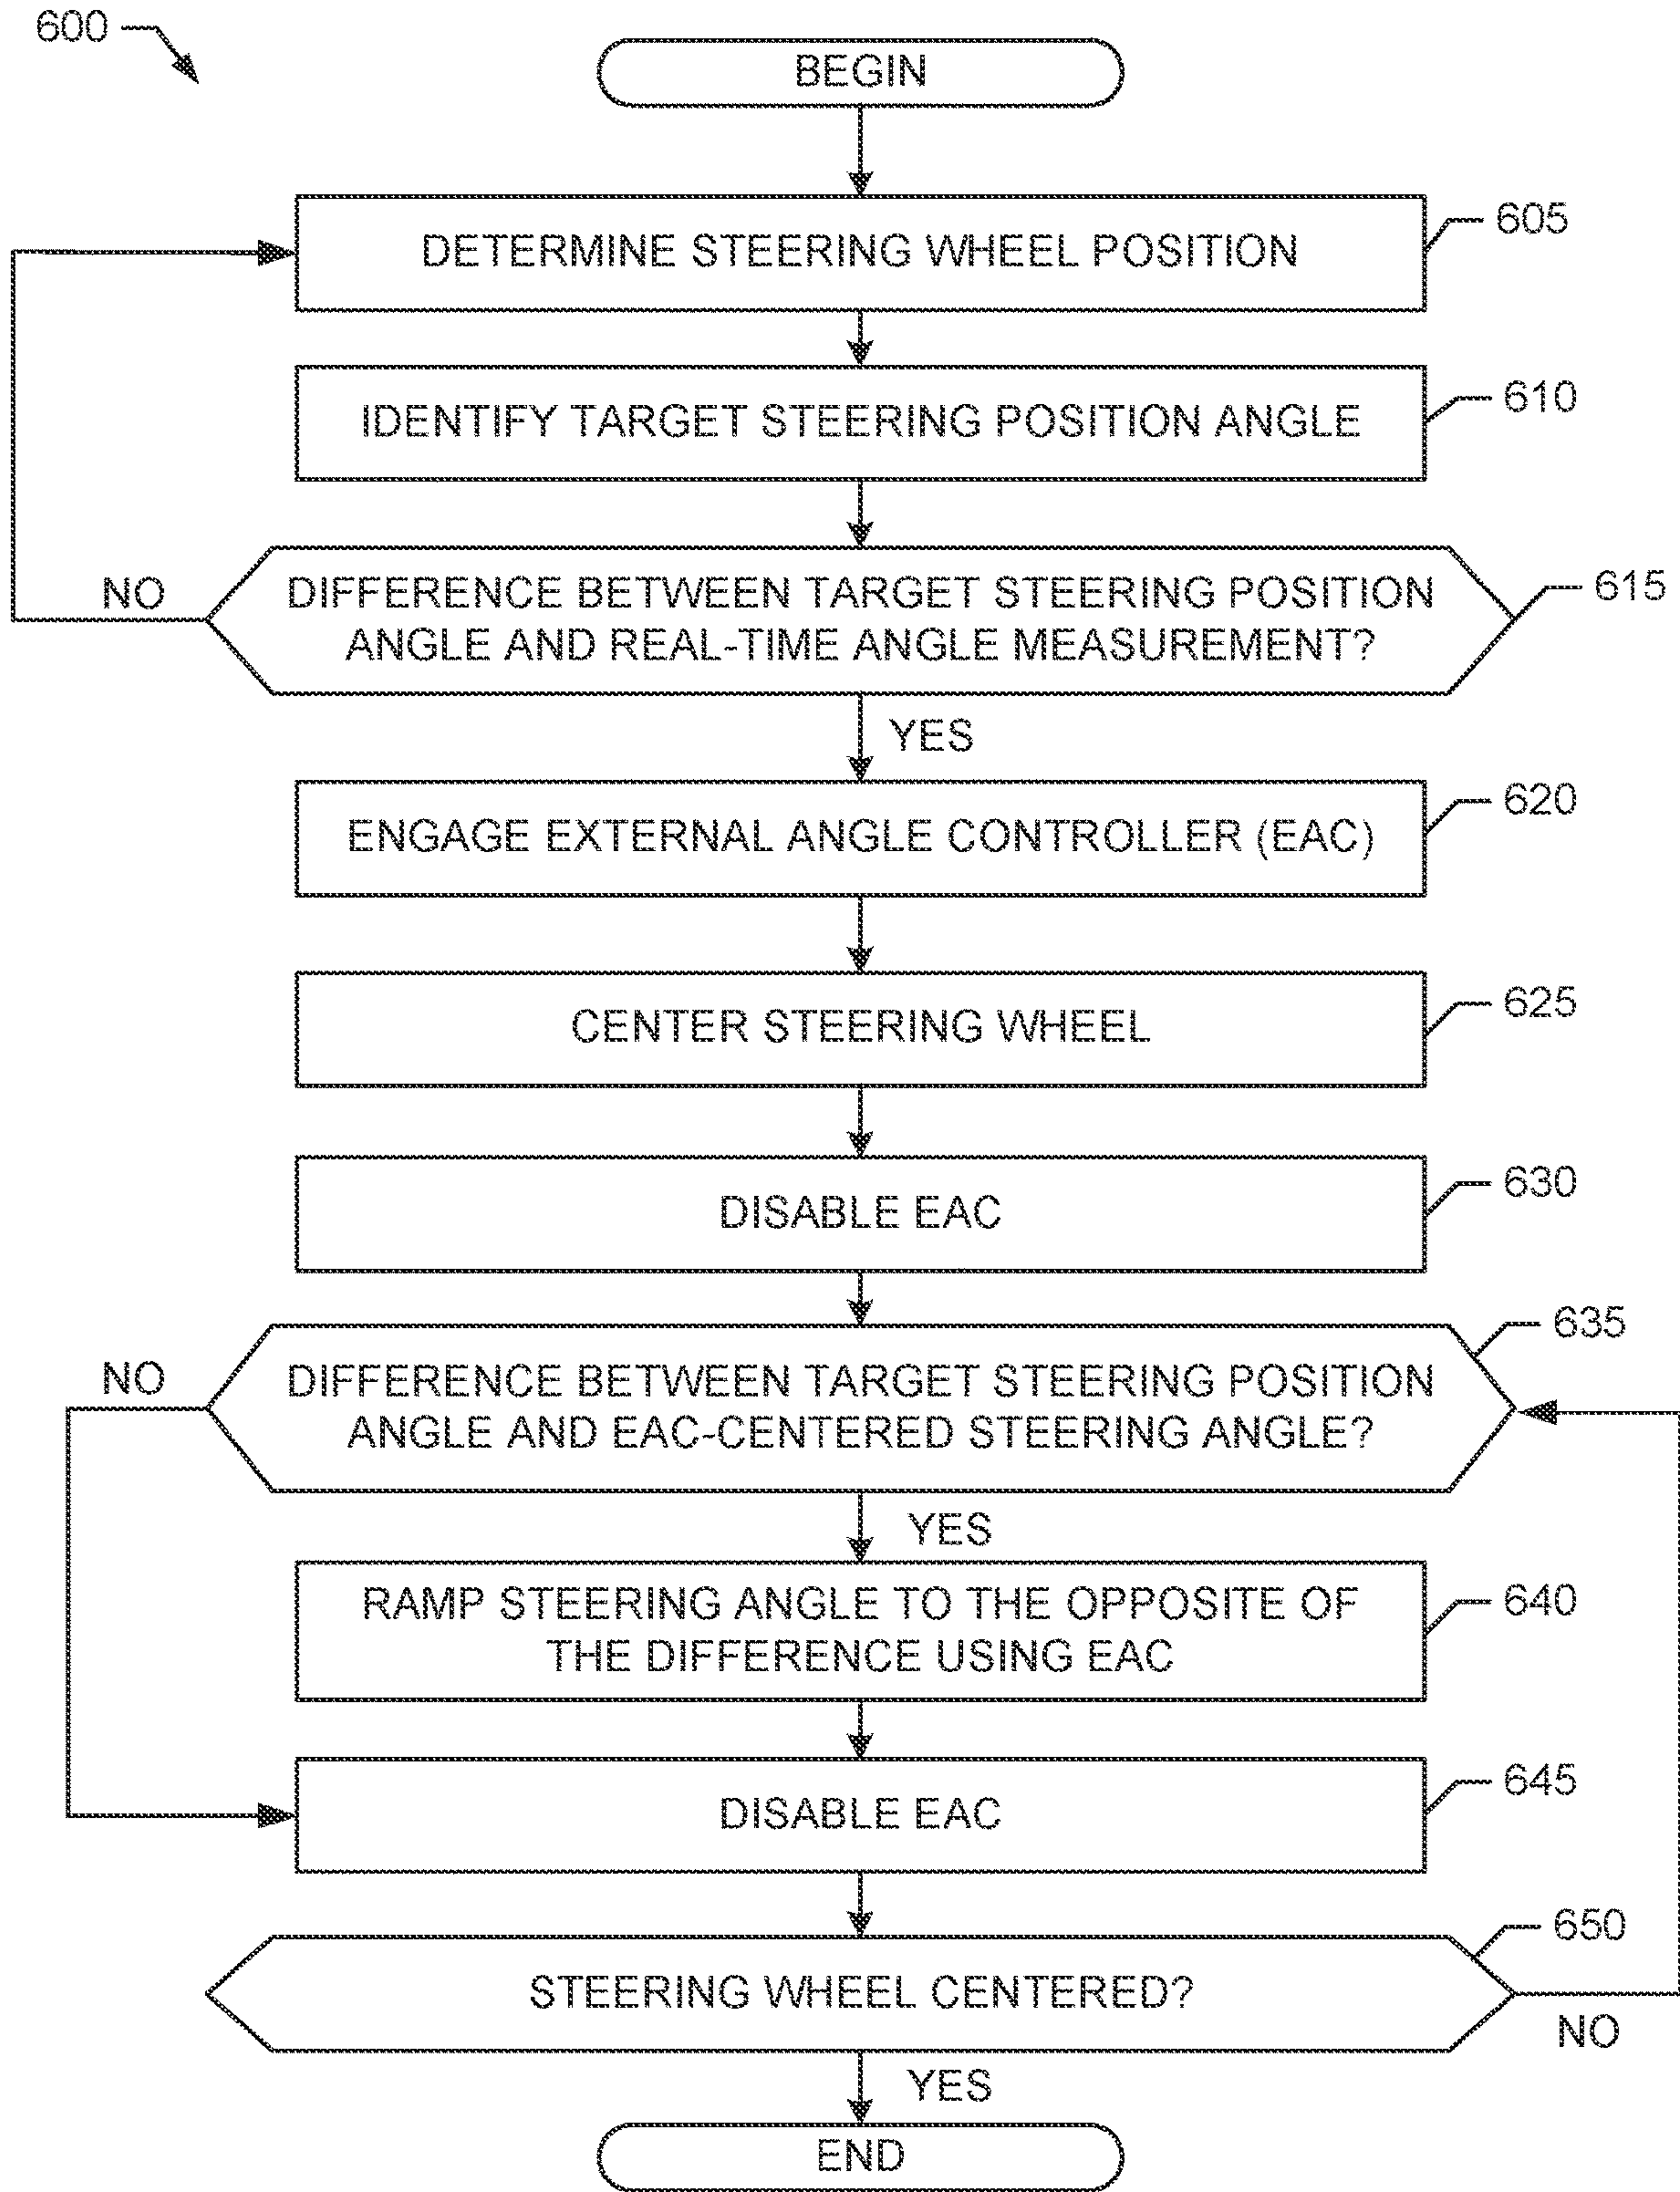 600
BEGIN
DETERMINE STEERING WHEEL POSITION
605
IDENTIFY TARGET STEERING POSITION ANGLE
610
NO
DIFFERENCE BETWEEN TARGET STEERING POSITION
ANGLE AND REAL-TIME ANGLE MEASUREMENT?
615
YES
ENGAGE EXTERNAL ANGLE CONTROLLER (EAC)
620
CENTER STEERING WHEEL
625
DISABLE EAC
630
NO
DIFFERENCE BETWEEN TARGET STEERING POSITION
ANGLE AND EAC-CENTERED STEERING ANGLE?
635
YES
RAMP STEERING ANGLE TO THE OPPOSITE OF
THE DIFFERENCE USING EAC
640
DISABLE EAC
645
STEERING WHEEL CENTERED?
650
NO
YES
END